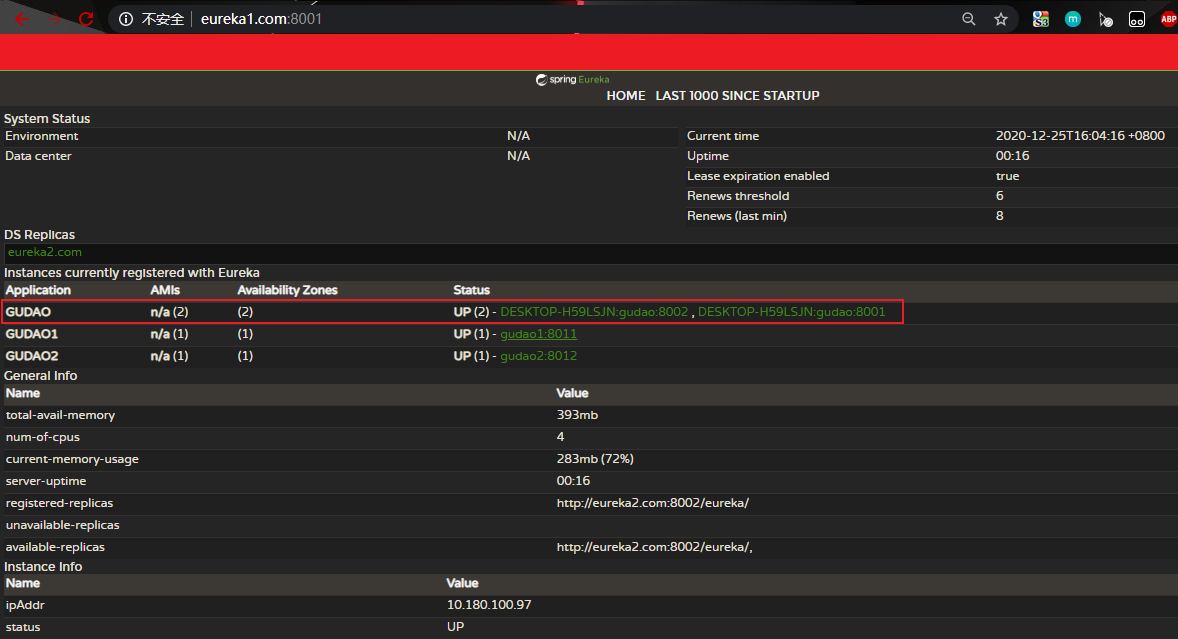 不安全 eureka1.com:8001
S3 m ABP
spring Eureka
HOME LAST 1000 SINCE STARTUP
System Status
Environment N/A Current time 2020-12-25T16:04:16 +0800
Data center N/A Uptime 00:16
Lease expiration enabled true
Renews threshold 6
Renews (last min) 8
DS Replicas
eureka2.com
Instances currently registered with Eureka
Application AMIs Availability Zones Status
GUDAO n/a (2) (2) UP (2) - DESKTOP-H59LSJN:gudao:8002 , DESKTOP-H59LSJN:gudao:8001
GUDAO1 n/a (1) (1) UP (1) - gudao1:8011
GUDAO2 n/a (1) (1) UP (1) - gudao2:8012
General Info
Name Value
total-avail-memory 393mb
num-of-cpus 4
current-memory-usage 283mb (72%)
server-uptime 00:16
registered-replicas http://eureka2.com:8002/eureka/
unavailable-replicas
available-replicas http://eureka2.com:8002/eureka/,
Instance Info
Name Value
ipAddr 10.180.100.97
status UP